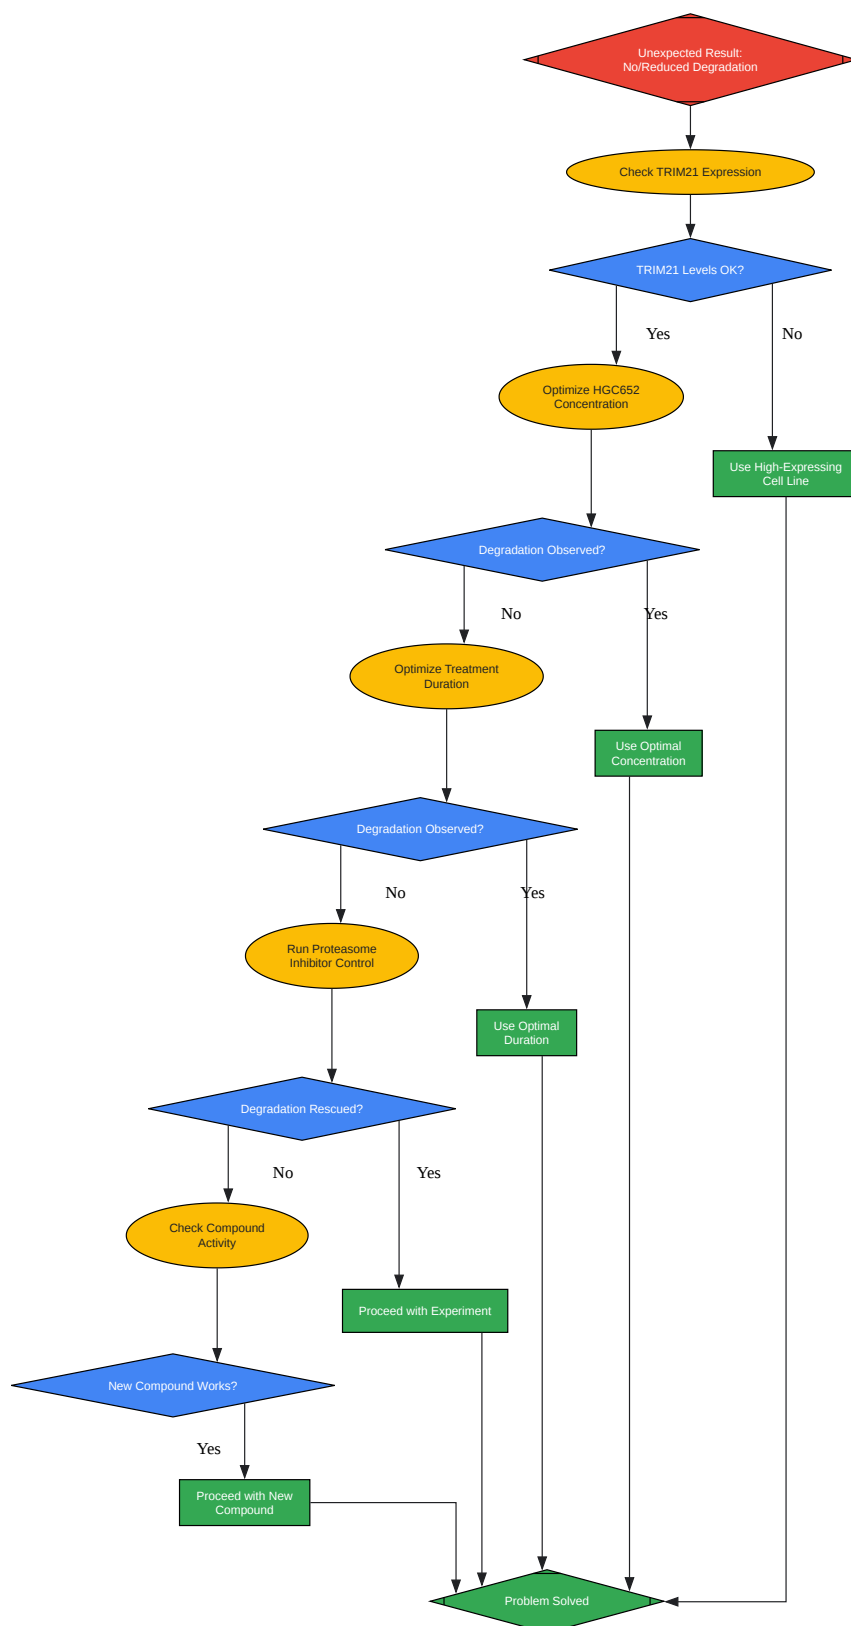 Unexpected Result:
No/Reduced Degradation
Check TRIM21 Expression
TRIM21 Levels OK?
Yes
No
Optimize HGC652
Concentration
Use High-Expressing
Cell Line
Degradation Observed?
No
Yes
Optimize Treatment
Duration
Use Optimal
Concentration
Degradation Observed?
No
Yes
Run Proteasome
Inhibitor Control
Use Optimal
Duration
Degradation Rescued?
No
Yes
Check Compound
Activity
Proceed with Experiment
New Compound Works?
Yes
Proceed with New
Compound
Problem Solved